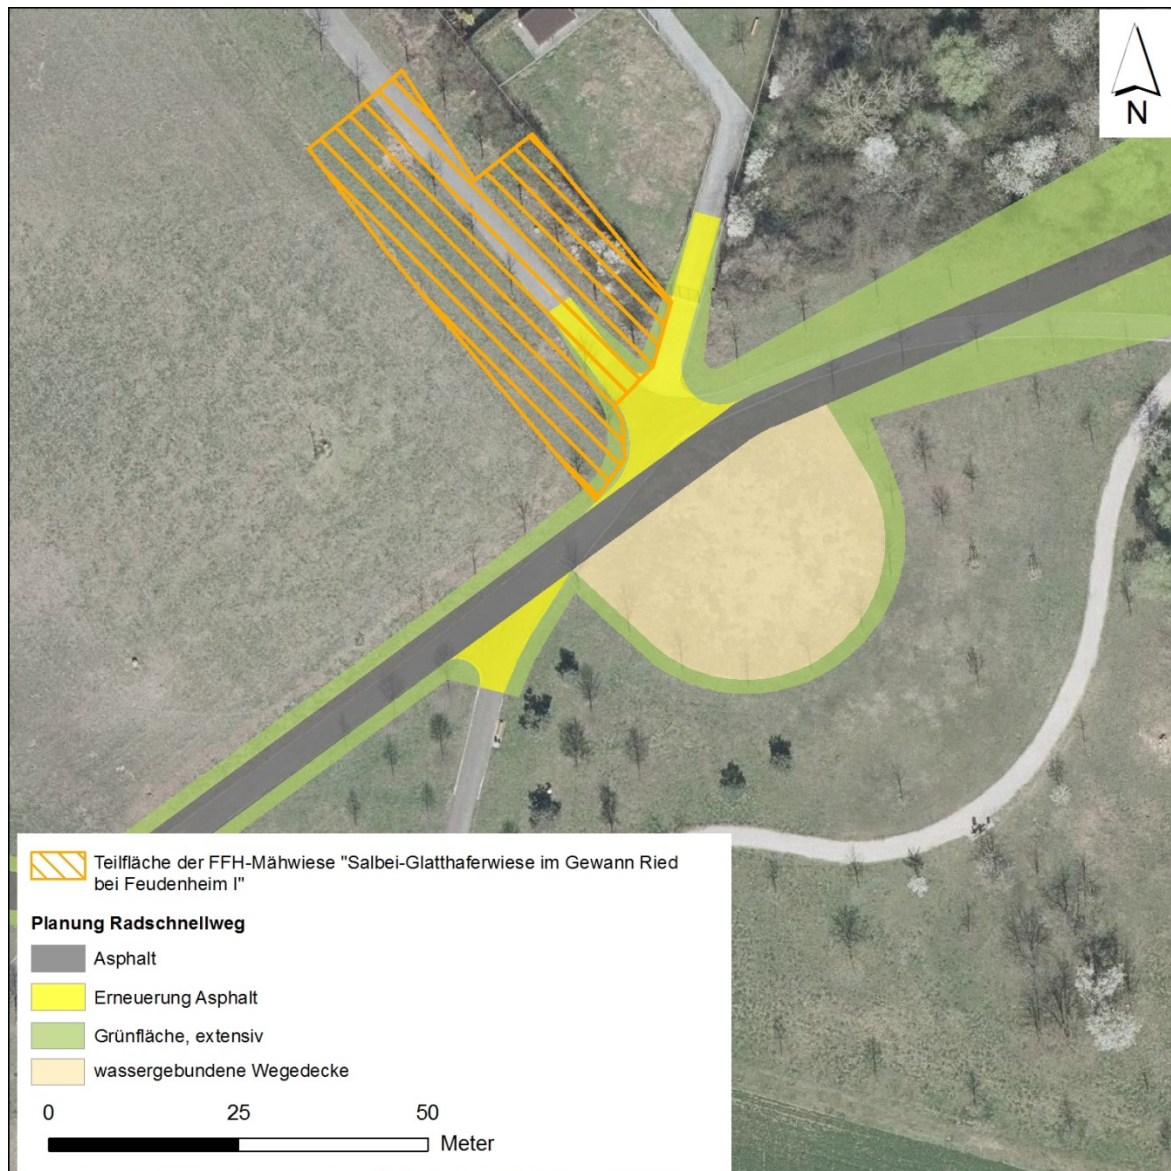 N
Teilfläche der FFH-Mähwiese "Salbei-Glatthaferwiese im Gewann Ried
bei Feudenheim I"
Planung Radschnellweg
Asphalt
Erneuerung Asphalt
Grünfläche, extensiv
wassergebundene Wegedecke
0 25 50
Meter